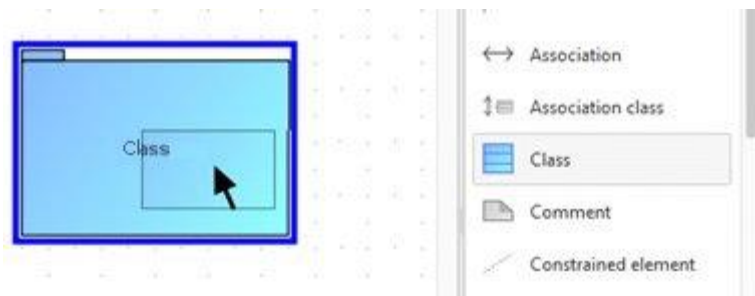 Class
Association
Association class
Class
Comment
Constrained element